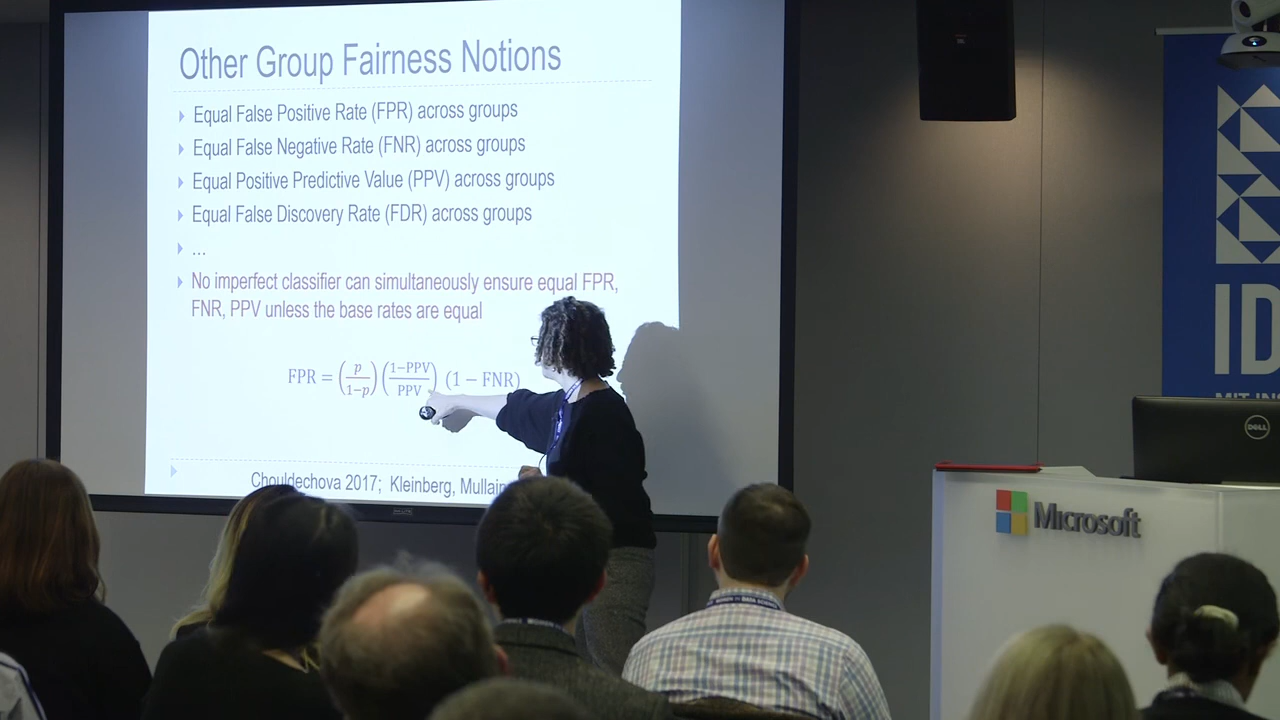 Other Group Fairness Notions
Equal False Positive Rate (FPR) across groups
Equal False Negative Rate (FNR) across groups
Equal Positive Predictive Value (PPV) across groups
Equal False Discovery Rate (FDR) across groups
...
No imperfect classifier can simultaneously ensure equal FPR,
FNR, PPV unless the base rates are equal
FPR = (p/1−p) (1−PPV/PPV) (1 − FNR)
Chouldechova 2017; Kleinberg,
ID
MIT
DELL
Microsoft